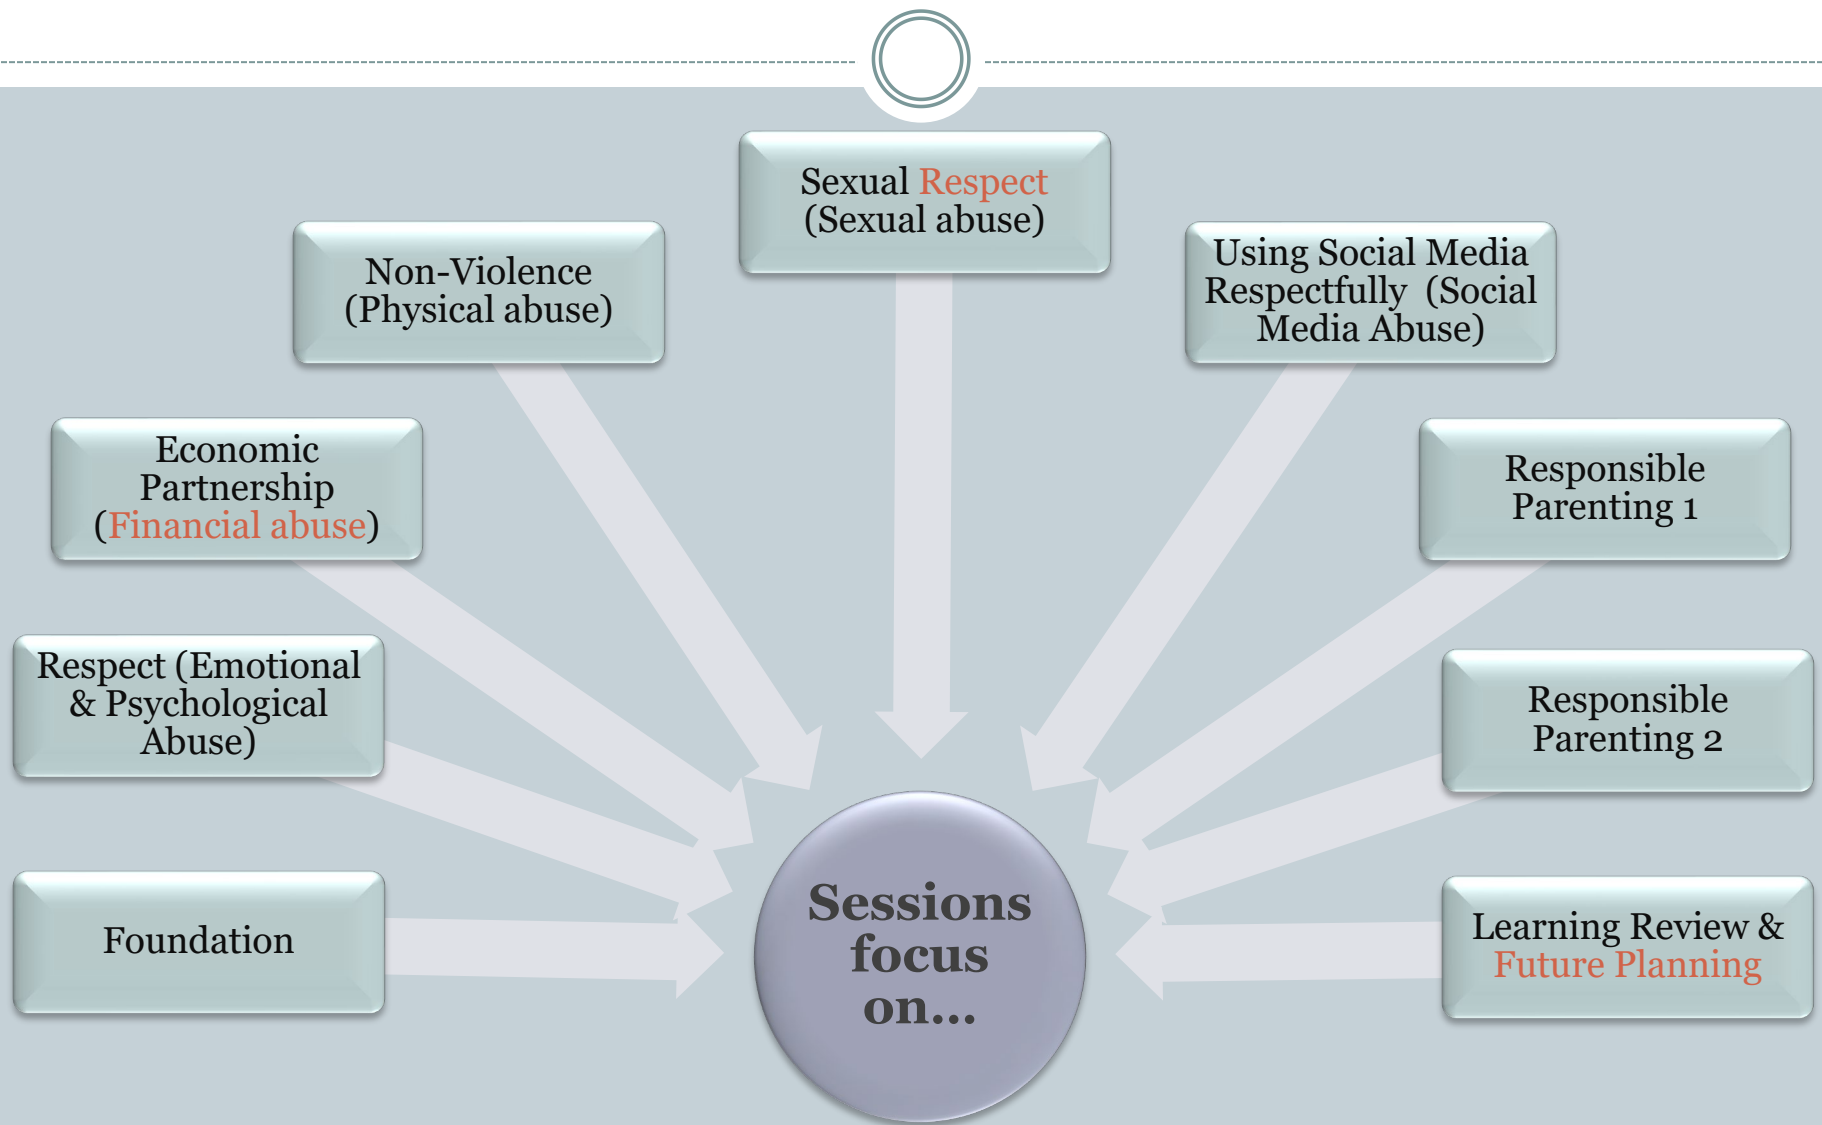 Sexual Respect
(Sexual abuse)
Non-Violence
(Physical abuse)
Using Social Media
Respectfully (Social
Media Abuse)
Economic
Partnership
(Financial abuse)
Responsible
Parenting 1
Respect (Emotional
& Psychological
Abuse)
Responsible
Parenting 2
Foundation
Sessions
focus
on...
Learning Review &
Future Planning